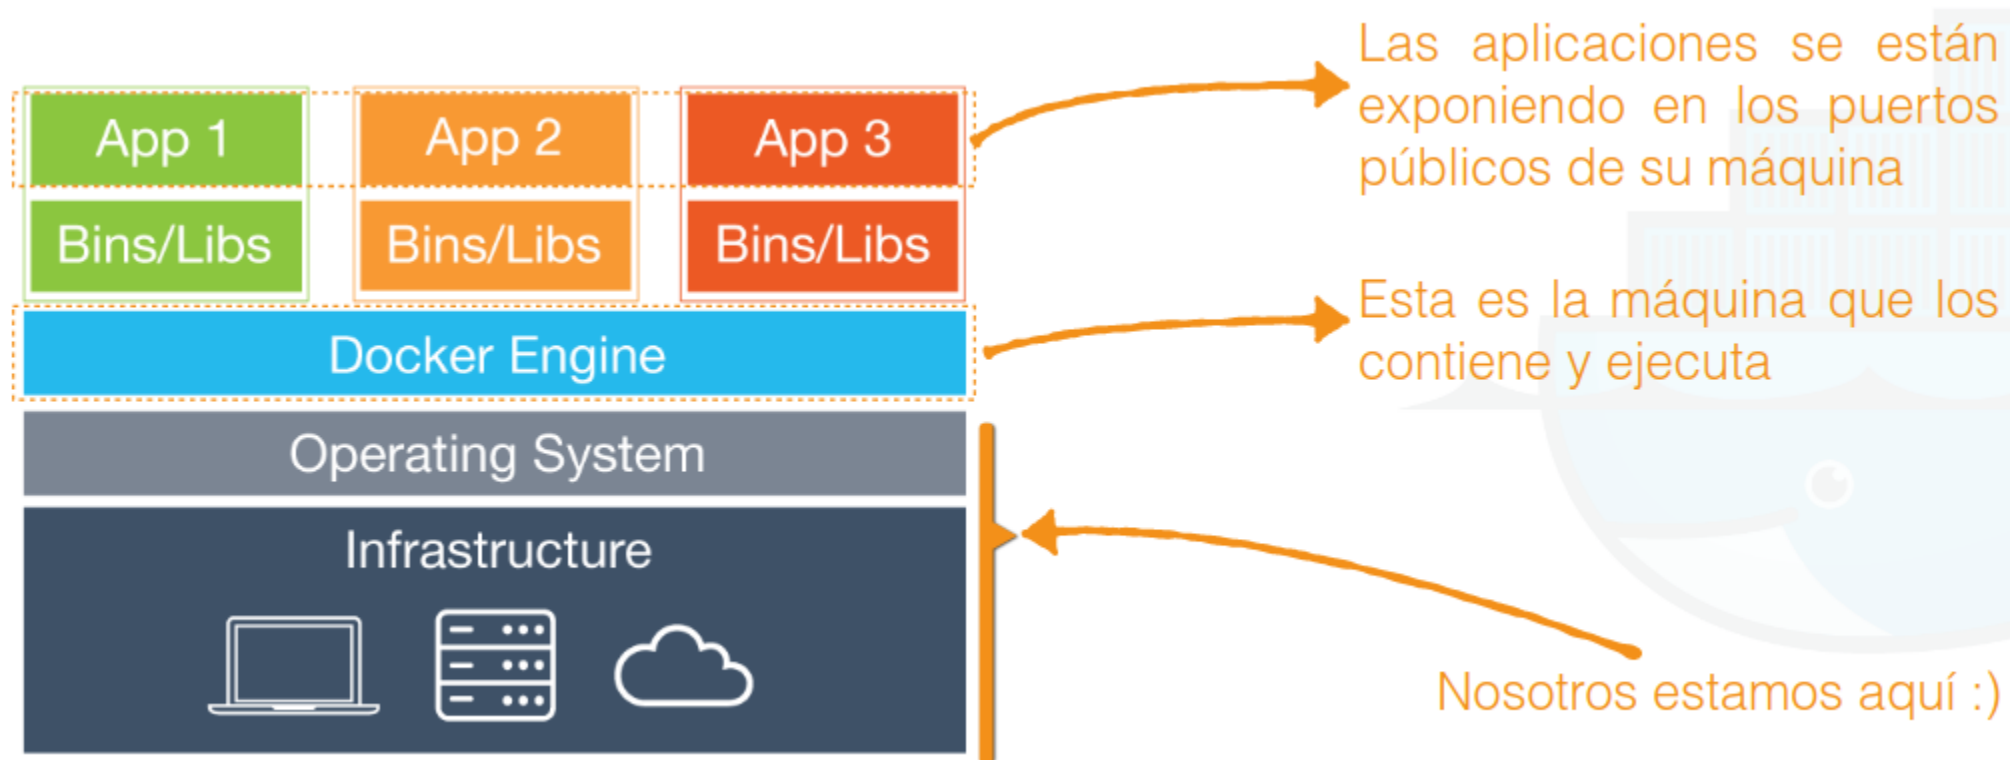 App 1
App 2
App 3
Bins/Libs
Bins/Libs
Bins/Libs
Docker Engine
Operating System
Infrastructure
Las aplicaciones se están
exponiendo en los puertos
públicos de su máquina
Esta es la máquina que los
contiene y ejecuta
Nosotros estamos aquí :)